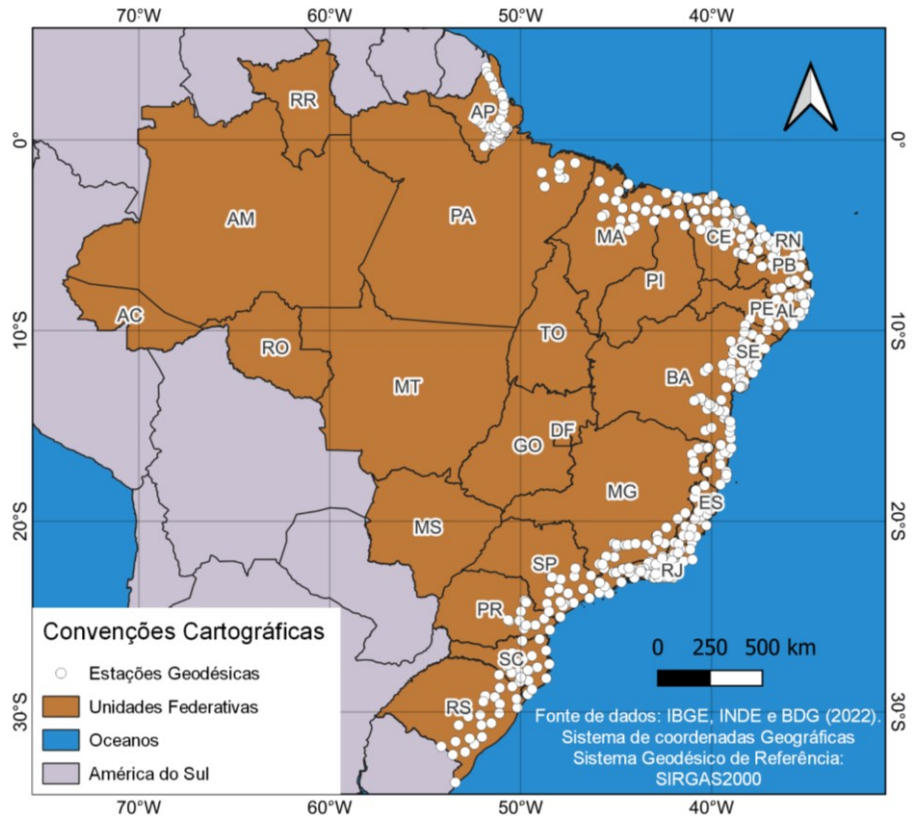 70°W 60°W 50°W 40°W
RR
AP
0° 0°
AM
PA
MA
CE
RN
PB
PI
AC
PE
AL
10°S 10°S
TO
RO
SE
MT
BA
DF
GO
MG
ES
20°S 20°S
MS
SP
RJ
PR
SC
RS
30°S 30°S
Convenções Cartográficas
Estações Geodésicas
Unidades Federativas
Oceanos
América do Sul
0 250 500 km
Fonte de dados: IBGE, INDE e BDG (2022).
Sistema de coordenadas Geográficas
Sistema Geodésico de Referência:
SIRGAS2000
70°W 60°W 50°W 40°W